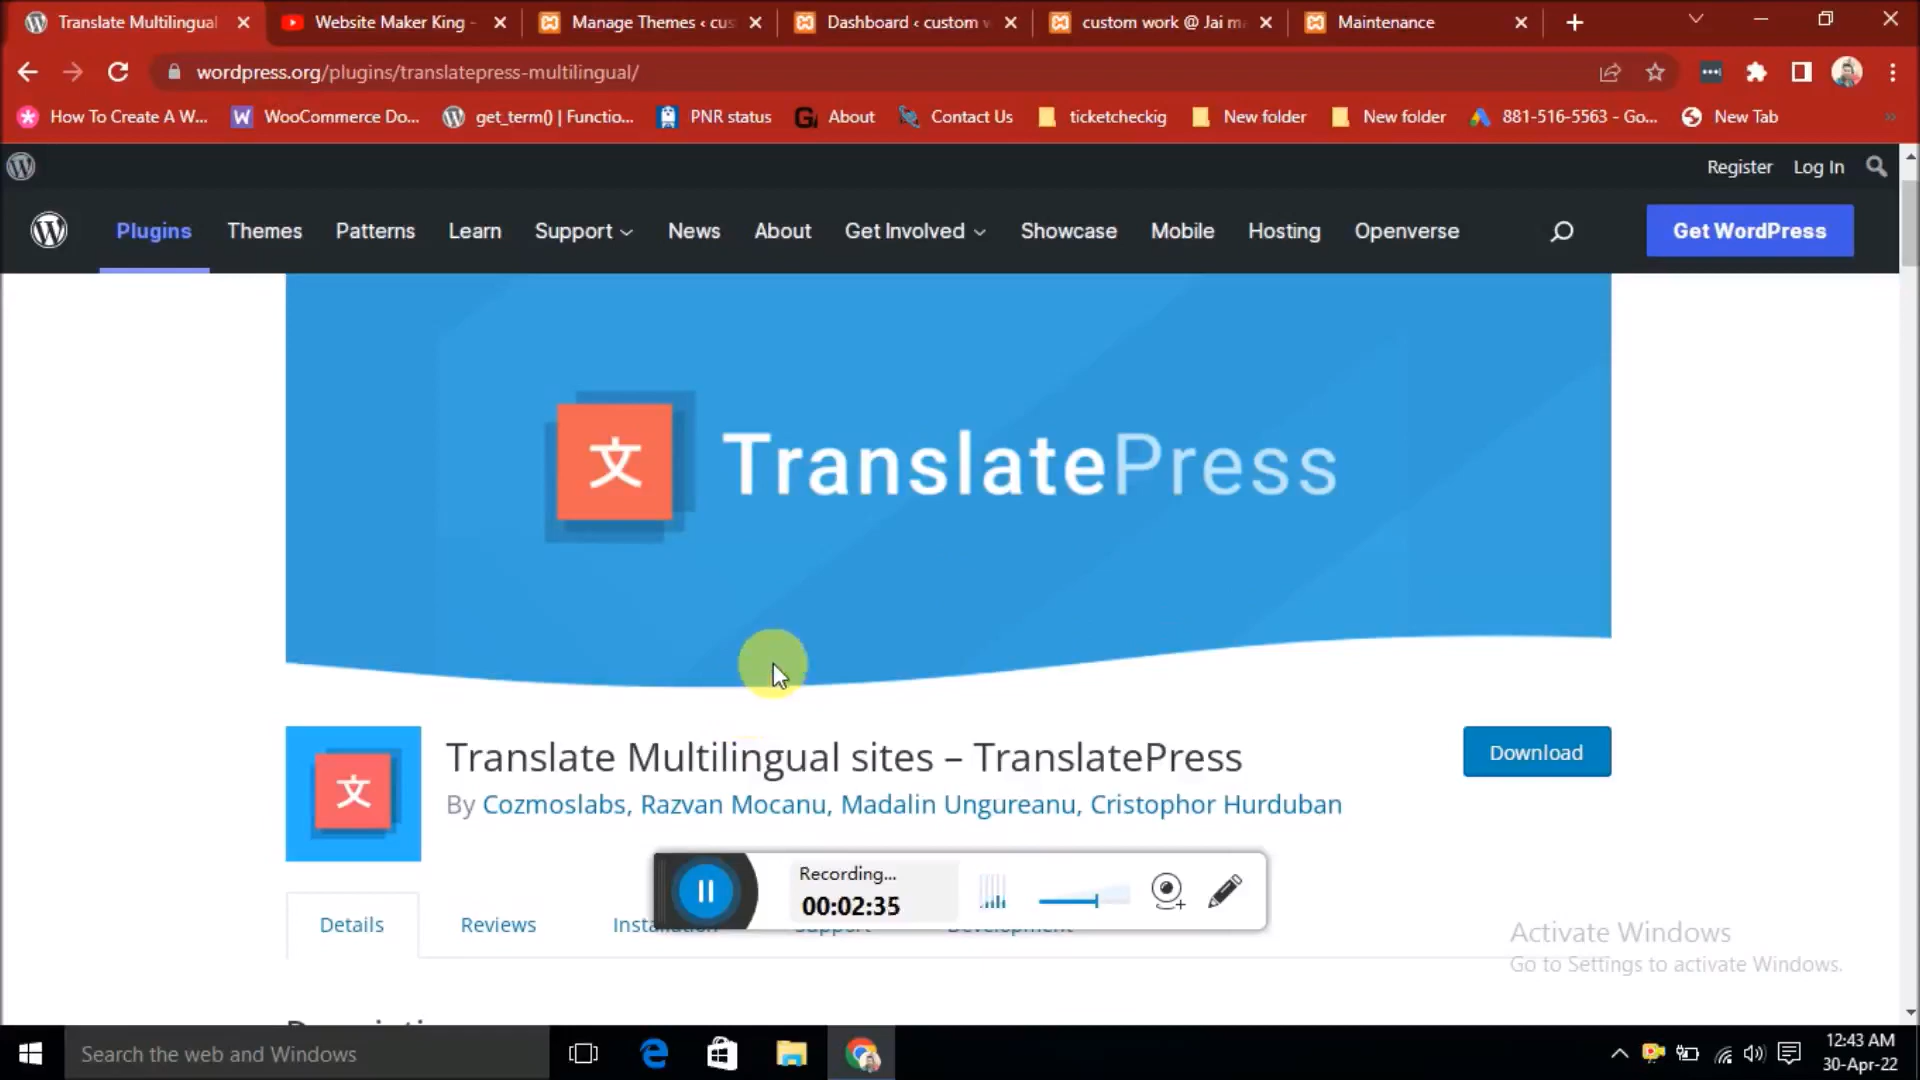 Translate Multilingual
Website Maker King -
Manage Themes ‹ cus
Dashboard ‹ custom w
custom work @ Jai m
Maintenance
wordpress.org/plugins/translatepress-multilingual/
How To Create A W...
WooCommerce Do...
get_term() | Functio...
PNR status
About
Contact Us
ticketcheckig
New folder
New folder
881-516-5563 - Go...
New Tab
Register Log In
Plugins Themes Patterns Learn Support News About Get Involved Showcase Mobile Hosting Openverse
Get WordPress
文 TranslatePress
文
Translate Multilingual sites – TranslatePress
Download
By Cozmoslabs, Razvan Mocanu, Madalin Ungureanu, Cristophor Hurduban
Recording...
00:02:35
Details Reviews Installation Support Development
Activate Windows
Go to Settings to activate Windows.
Search the web and Windows
12:43 AM
30-Apr-22